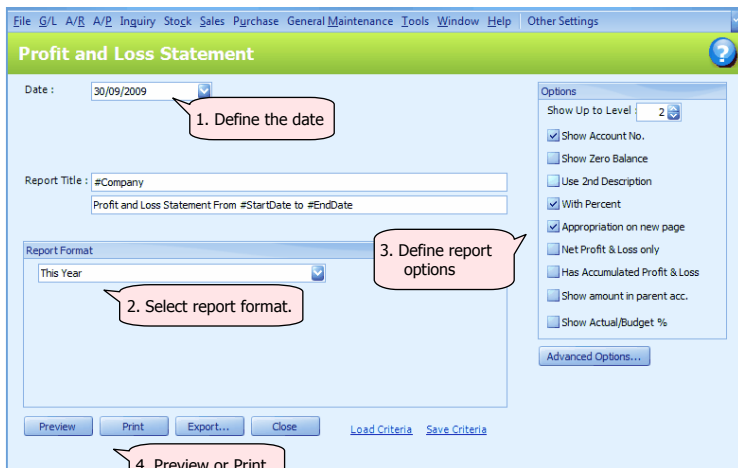 File G/L A/R A/P Inquiry Stock Sales Purchase General Maintenance Tools Window Help Other Settings
Profit and Loss Statement
?
Date : 30/09/2009
1. Define the date
Report Title : #Company
Profit and Loss Statement From #StartDate to #EndDate
Report Format
This Year
2. Select report format.
3. Define report
options
Options
Show Up to Level : 2
Show Account No.
Show Zero Balance
Use 2nd Description
With Percent
Appropriation on new page
Net Profit & Loss only
Has Accumulated Profit & Loss
Show amount in parent acc.
Show Actual/Budget %
Advanced Options...
Preview Print Export... Close Load Criteria Save Criteria
4. Preview or Print